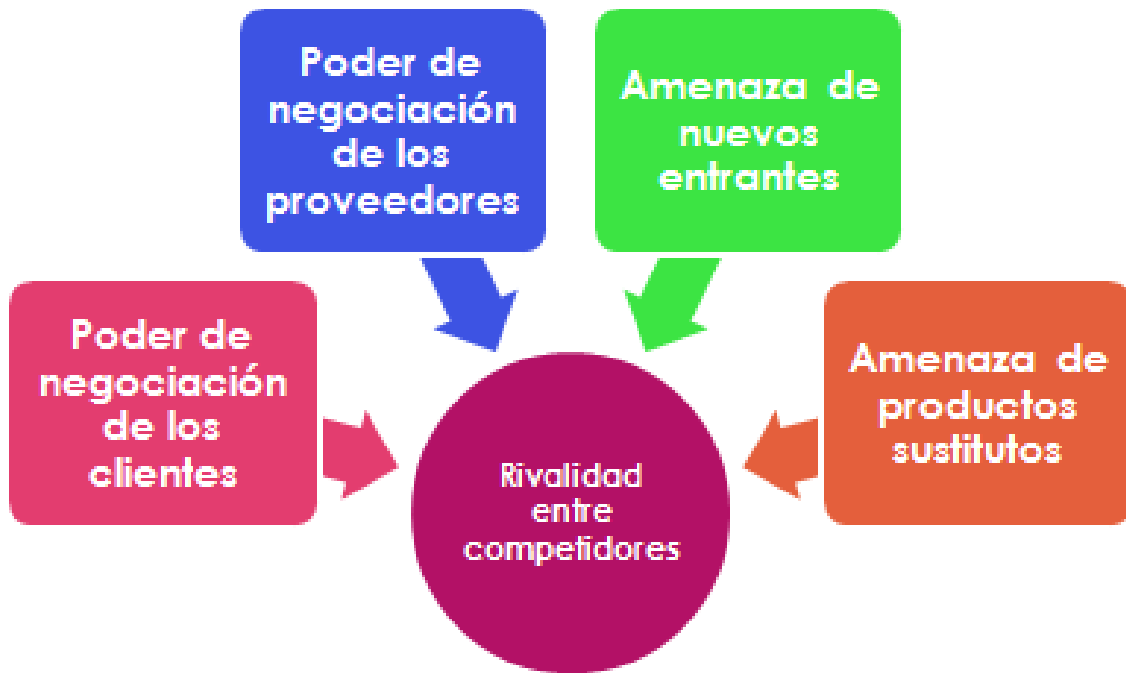 Poder de
negociación
de los
proveedores
Amenaza de
nuevos
entrantes
Poder de
negociación
de los
clientes
Amenaza de
productos
sustitutos
Rivalidad
entre
competidores